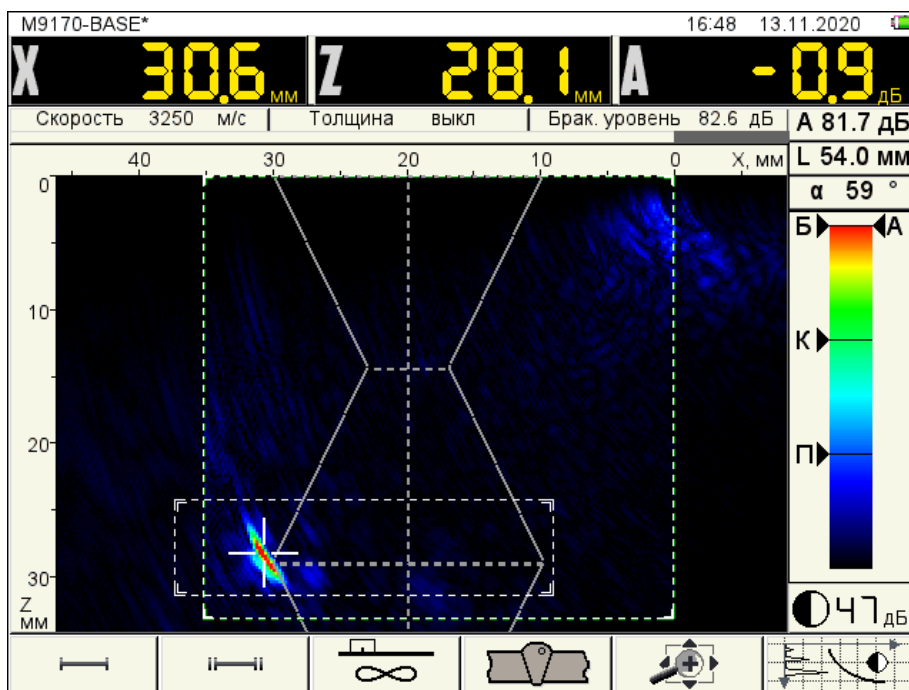 M9170-BASE* 16:48 13.11.2020
X 30.6 мм Z 28.1 мм A -0.9 дБ
Скорость 3250 м/с Толщина выкл Брак. уровень 82.6 дБ A 81.7 дБ
L 54.0 мм
α 59 °
40 30 20 10 0 X, мм
0
10
20
30
Z
мм
Б А
К
П
47 дБ